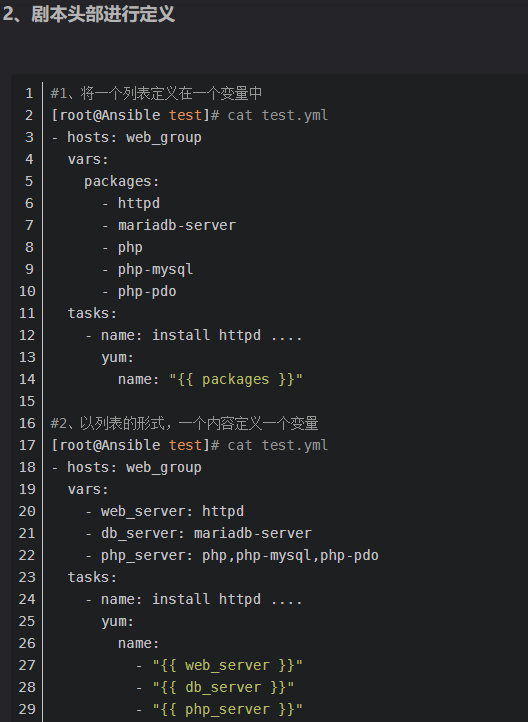 2、剧本头部进行定义
1 #1、将一个列表定义在一个变量中
2 [root@Ansible test]# cat test.yml
3 - hosts: web_group
4   vars:
5     packages:
6       - httpd
7       - mariadb-server
8       - php
9       - php-mysql
10       - php-pdo
11   tasks:
12     - name: install httpd ....
13       yum:
14         name: "{{ packages }}"
15
16 #2、以列表的形式，一个内容定义一个变量
17 [root@Ansible test]# cat test.yml
18 - hosts: web_group
19   vars:
20     - web_server: httpd
21     - db_server: mariadb-server
22     - php_server: php,php-mysql,php-pdo
23   tasks:
24     - name: install httpd ....
25       yum:
26         name:
27           - "{{ web_server }}"
28           - "{{ db_server }}"
29           - "{{ php_server }}"